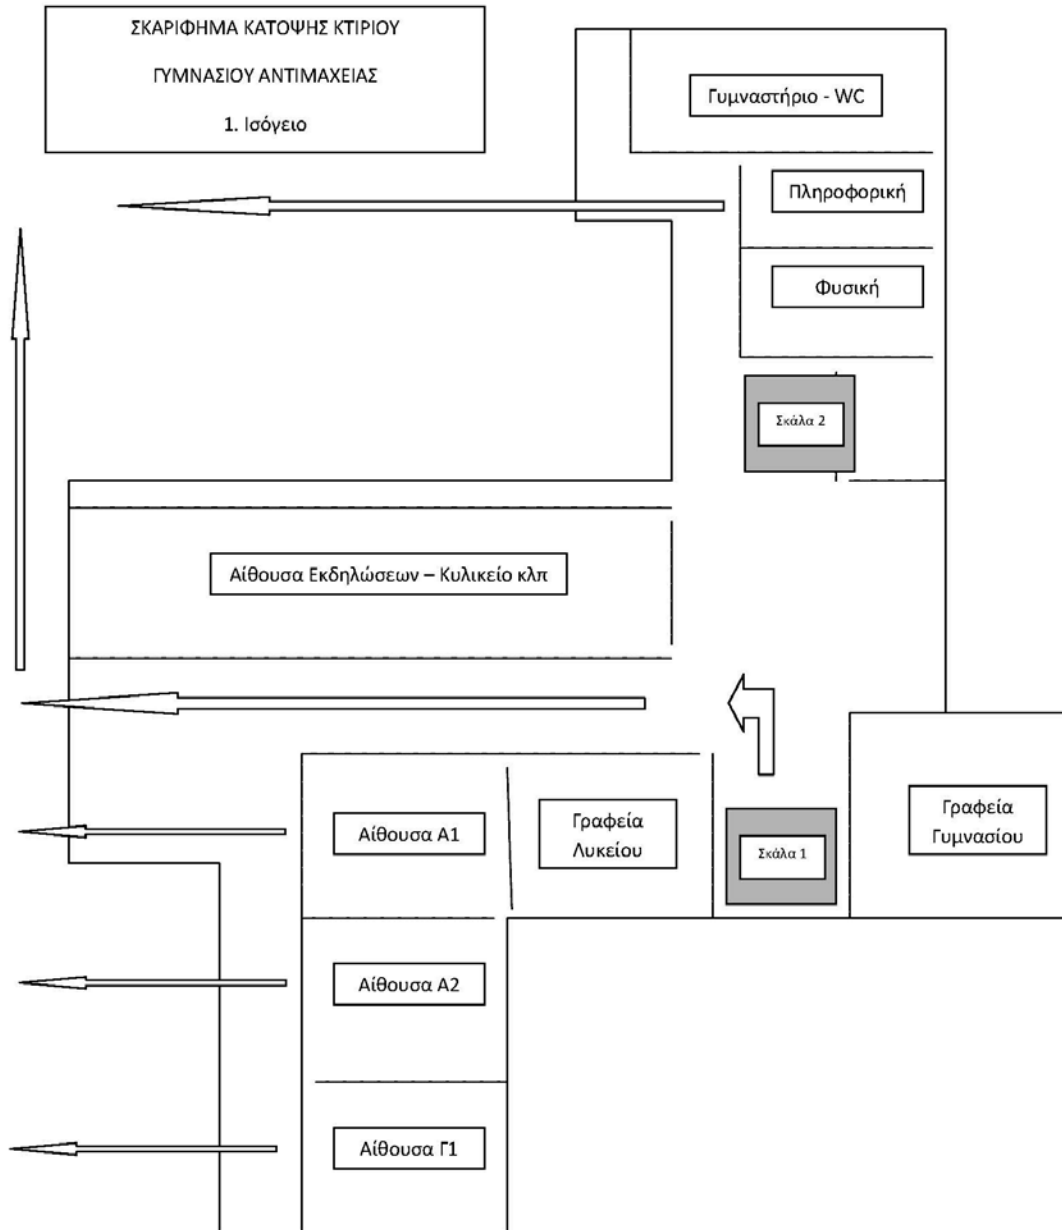 ΣΚΑΡΙΦΗΜΑ ΚΑΤΟΨΗΣ ΚΤΙΡΙΟΥ
ΓΥΜΝΑΣΙΟΥ ΑΝΤΙΜΑΧΕΙΑΣ
1. Ισόγειο
Γυμναστήριο - WC
Πληροφορική
Φυσική
Σκάλα 2
Αίθουσα Εκδηλώσεων – Κυλικείο κλπ
Αίθουσα Α1
Γραφεία
Λυκείου
Σκάλα 1
Γραφεία
Γυμνασίου
Αίθουσα Α2
Αίθουσα Γ1